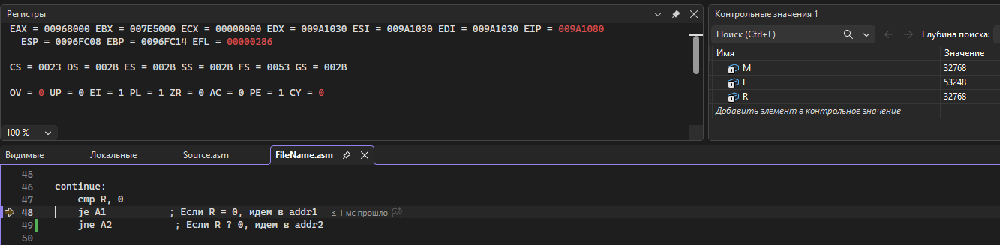 Регистры
EAX = 00968000 EBX = 007E5000 ECX = 00000000 EDX = 009A1030 ESI = 009A1030 EDI = 009A1030 EIP = 009A1080
ESP = 0096FC08 EBP = 0096FC14 EFL = 00000286
CS = 0023 DS = 002B ES = 002B SS = 002B FS = 0053 GS = 002B
OV = 0 UP = 0 EI = 1 PL = 1 ZR = 0 AC = 0 PE = 1 CY = 0
100 %
Контрольные значения 1
Поиск (Ctrl+E) Глубина поиска:
Имя Значение
M 32768
L 53248
R 32768
Добавить элемент в контрольное значение
Видимые Локальные Source.asm FileName.asm
45
46 continue:
47 cmp R, 0
48 je A1 ; Если R = 0, идем в addr1 ≤ 1 мс прошло
49 jne A2 ; Если R ? 0, идем в addr2
50